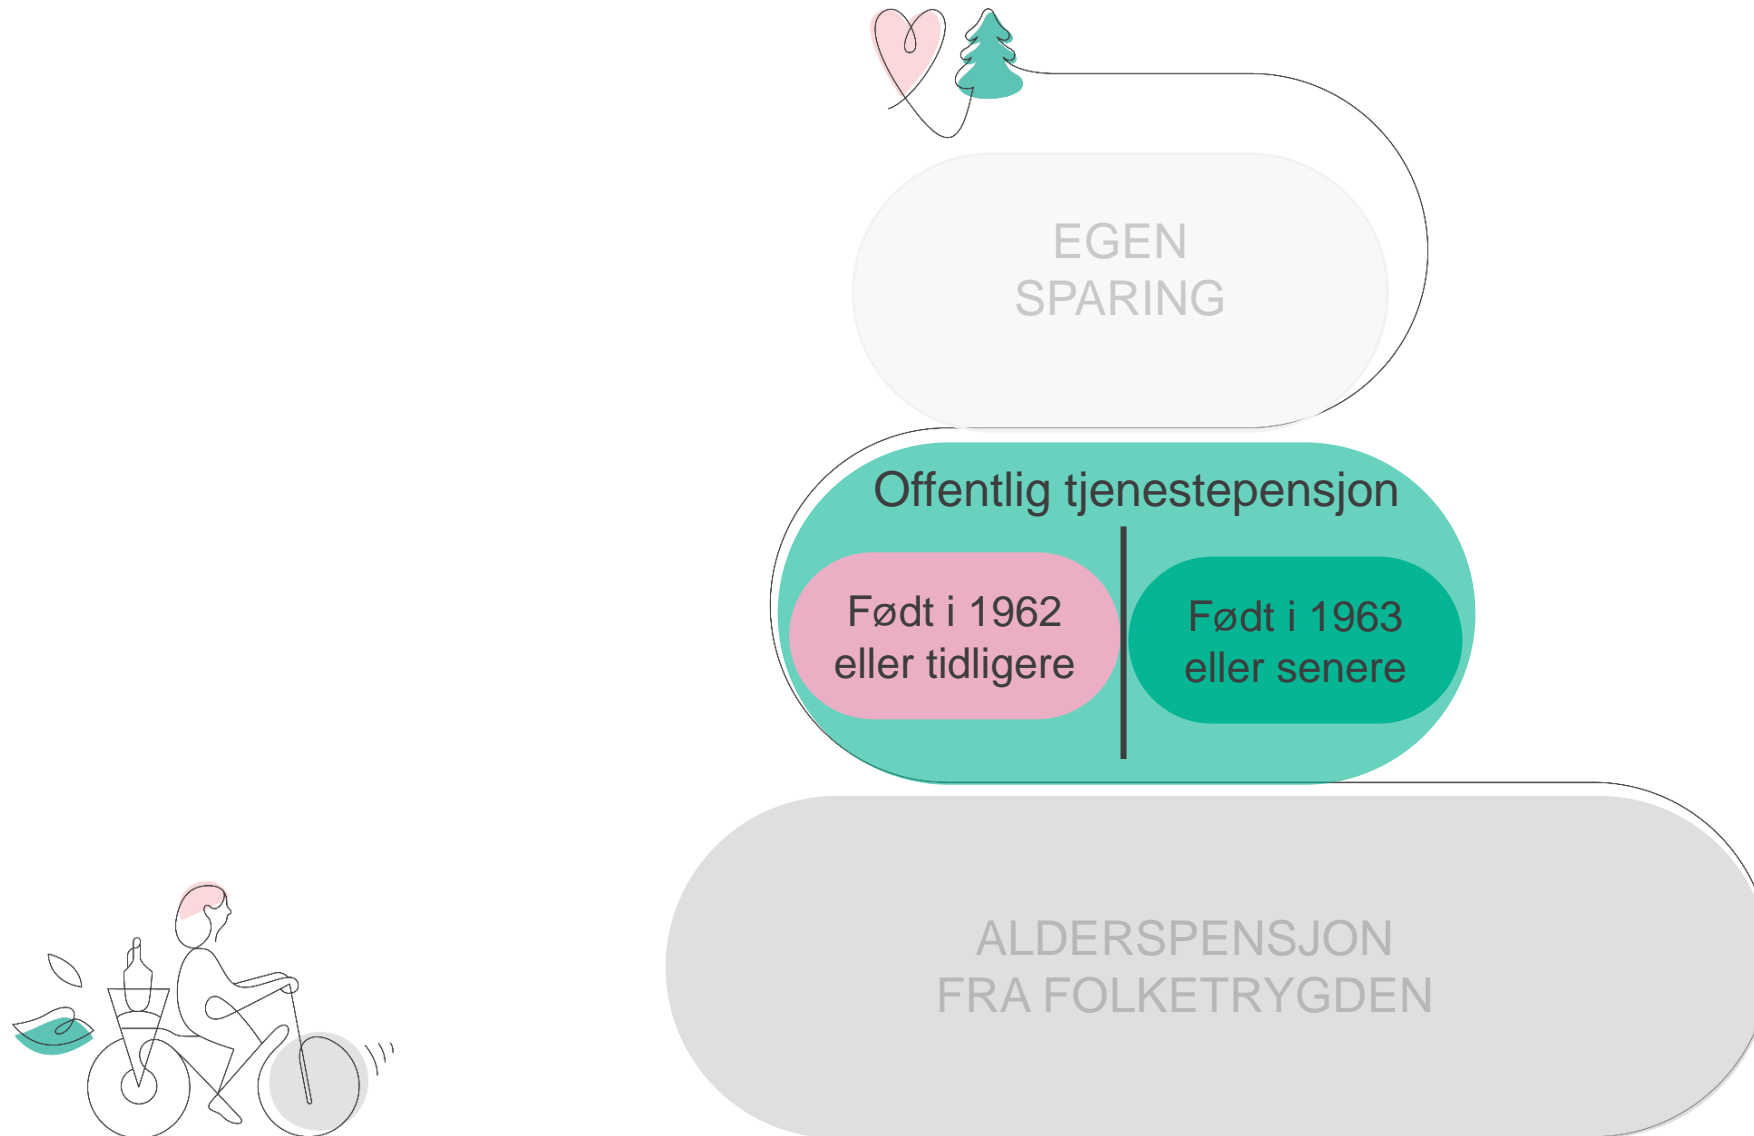 EGEN
SPARING
Offentlig tjenestepensjon
Født i 1962
eller tidligere
Født i 1963
eller senere
ALDERSPENSJON
FRA FOLKETRYGDEN